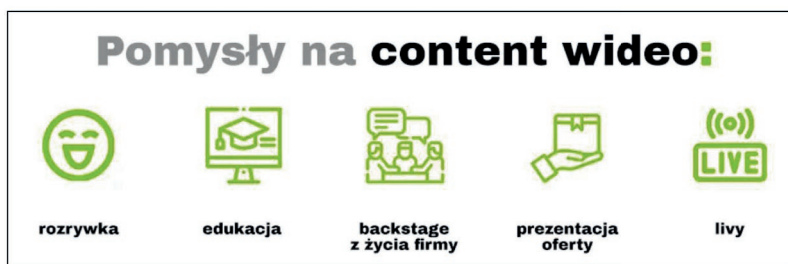 Pomysły na content wideo:
LIVE
rozrywka
edukacja
backstage
z życia firmy
prezentacja
oferty
livy